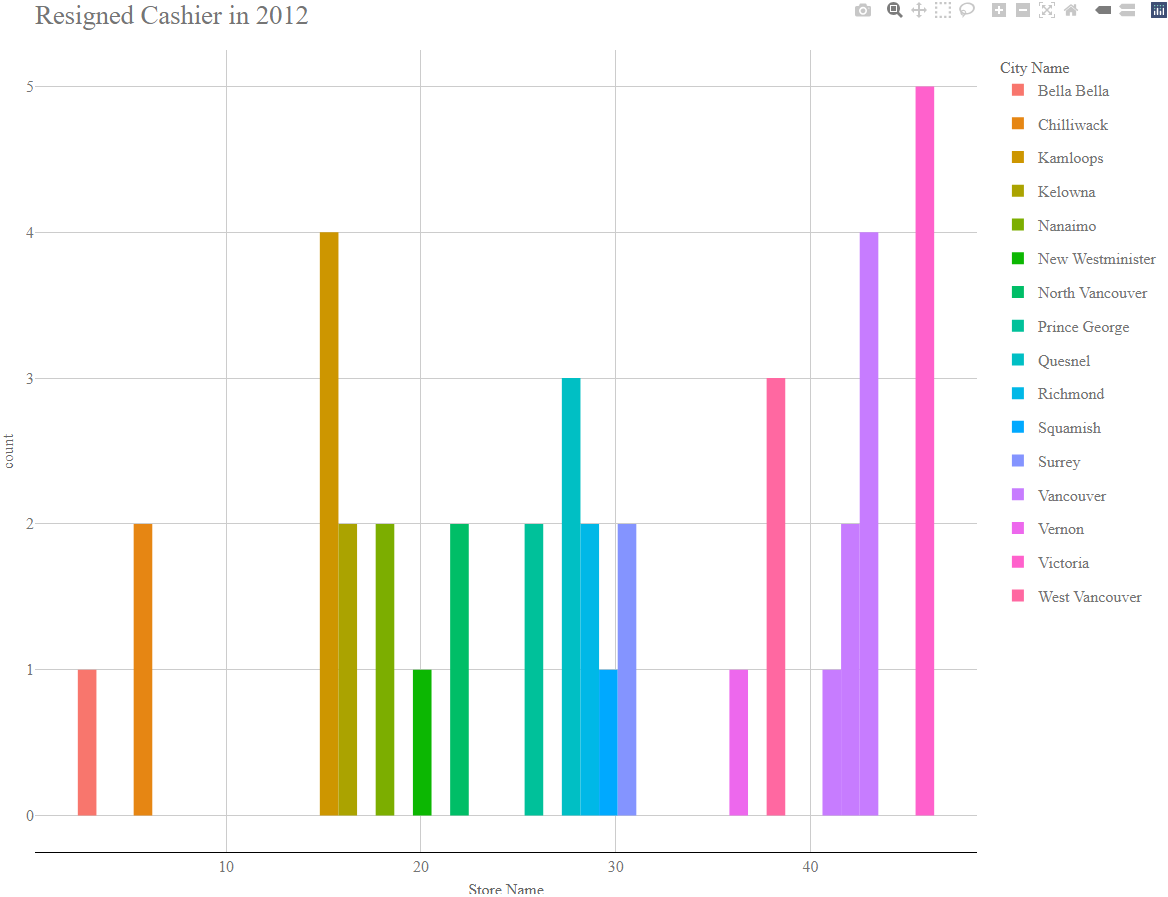 Resigned Cashier in 2012
City Name
Bella Bella
Chilliwack
Kamloops
Kelowna
Nanaimo
New Westminister
North Vancouver
Prince George
Quesnel
Richmond
Squamish
Surrey
Vancouver
Vernon
Victoria
West Vancouver
5
4
3
2
1
0
count
10 20 30 40
Store Name